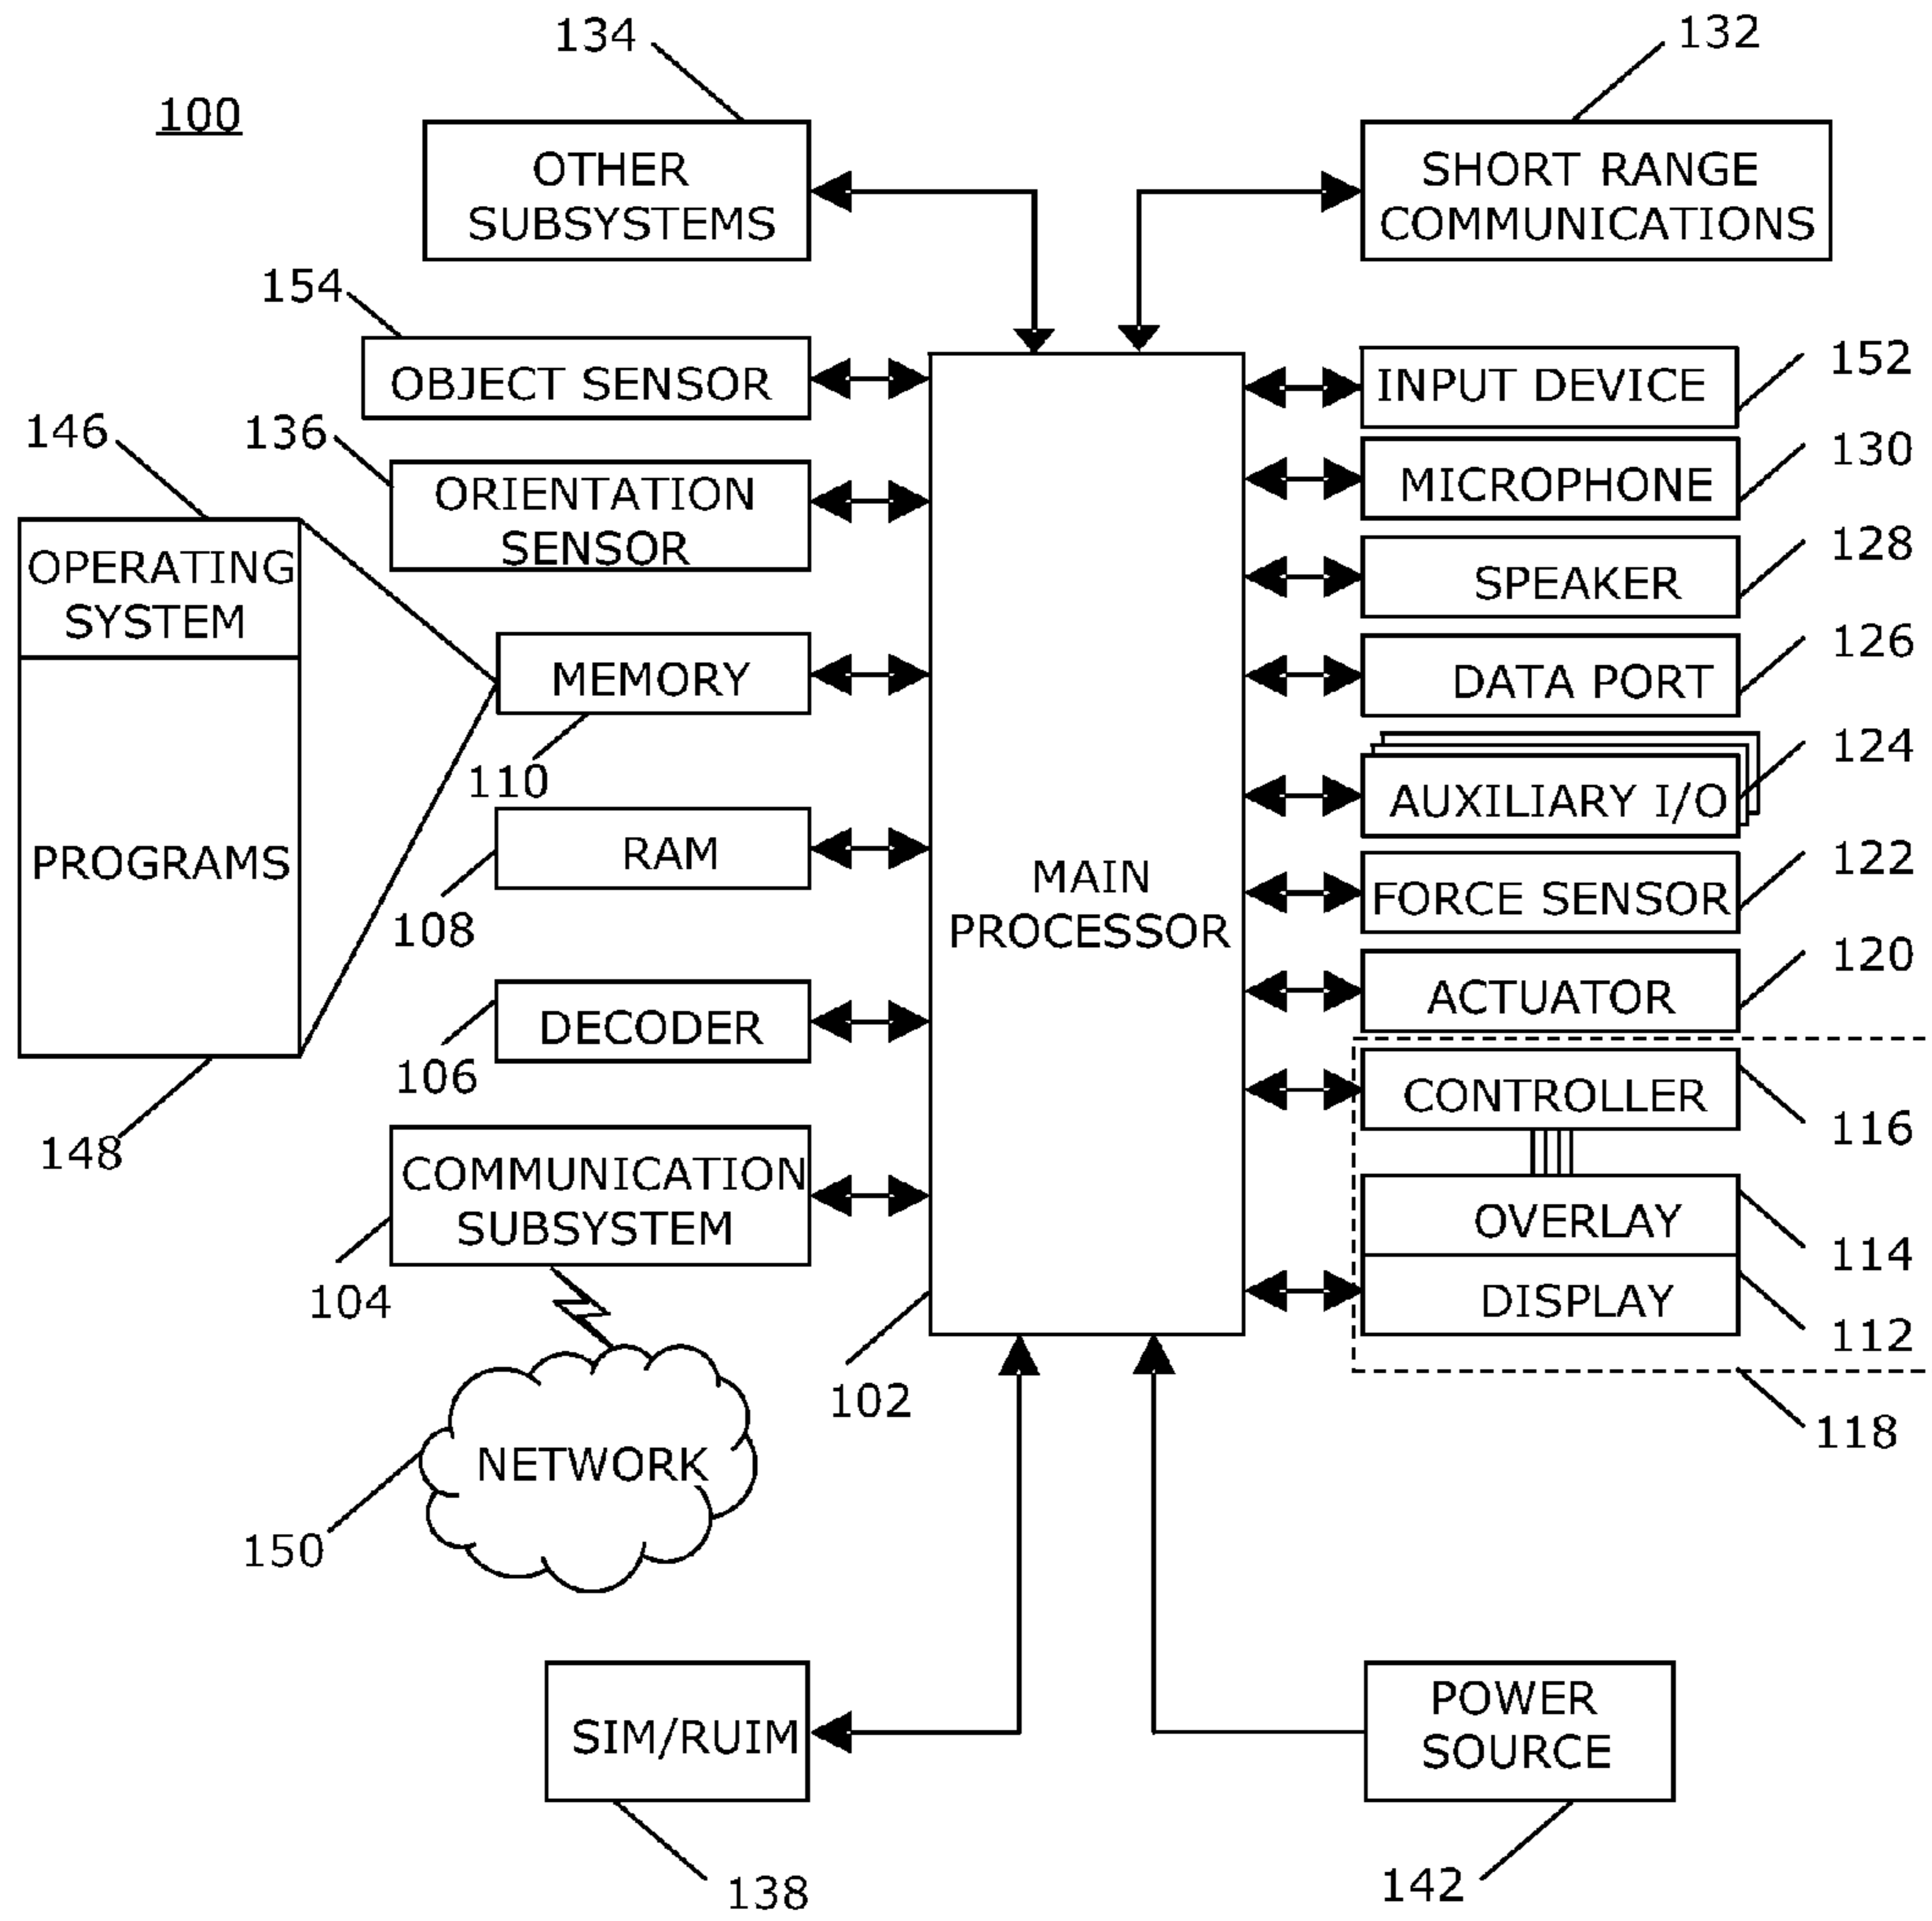 134
132
100
OTHER
SUBSYSTEMS
SHORT RANGE
COMMUNICATIONS
154
OBJECT SENSOR
INPUT DEVICE
152
146
136
ORIENTATION
SENSOR
MICROPHONE
130
OPERATING
SYSTEM
SPEAKER
128
MEMORY
110
DATA PORT
126
AUXILIARY I/O
124
PROGRAMS
RAM
108
MAIN
PROCESSOR
FORCE SENSOR
122
ACTUATOR
120
DECODER
106
CONTROLLER
116
148
COMMUNICATION
SUBSYSTEM
104
OVERLAY
114
DISPLAY
112
102
118
NETWORK
150
SIM/RUIM
138
POWER
SOURCE
142